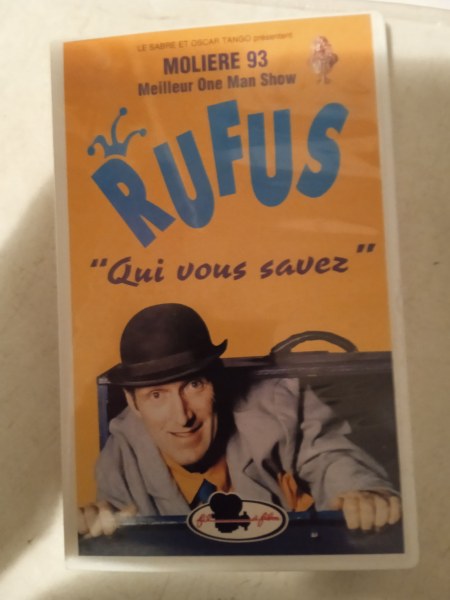 LE SABRE ET OSCAR TANGO présentent
MOLIERE 93
Meilleur One Man Show
RUFUS
"Qui vous savez"